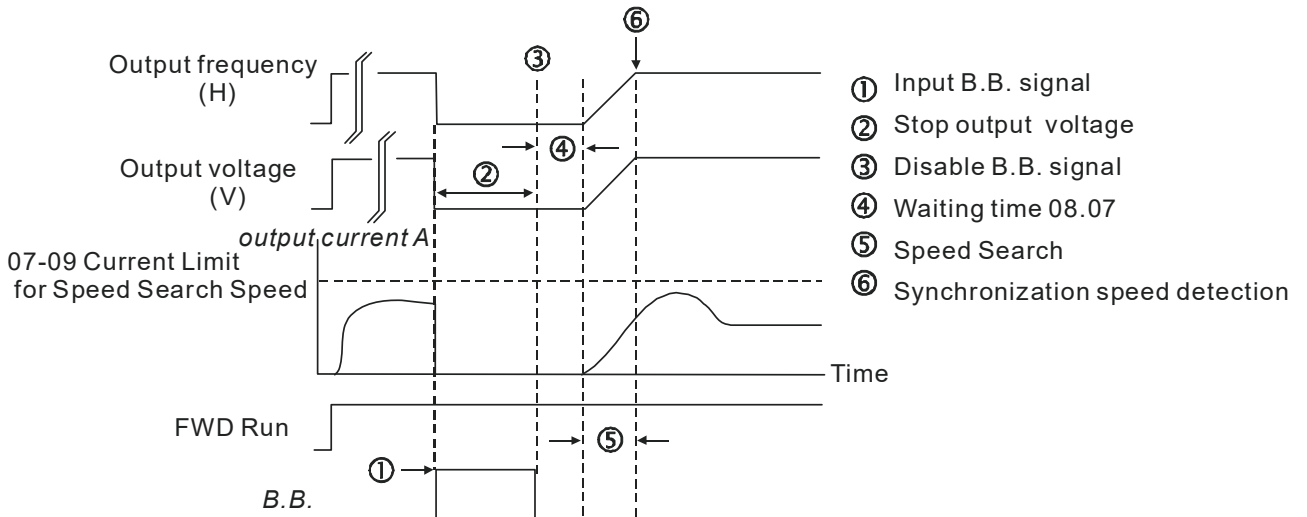 Output frequency
(H)
Output voltage
(V)
output current A
07-09 Current Limit
for Speed Search Speed
Time
FWD Run
B.B.
⑥
③
④
②
⑤
①
① Input B.B. signal
② Stop output voltage
③ Disable B.B. signal
④ Waiting time 08.07
⑤ Speed Search
⑥ Synchronization speed detection